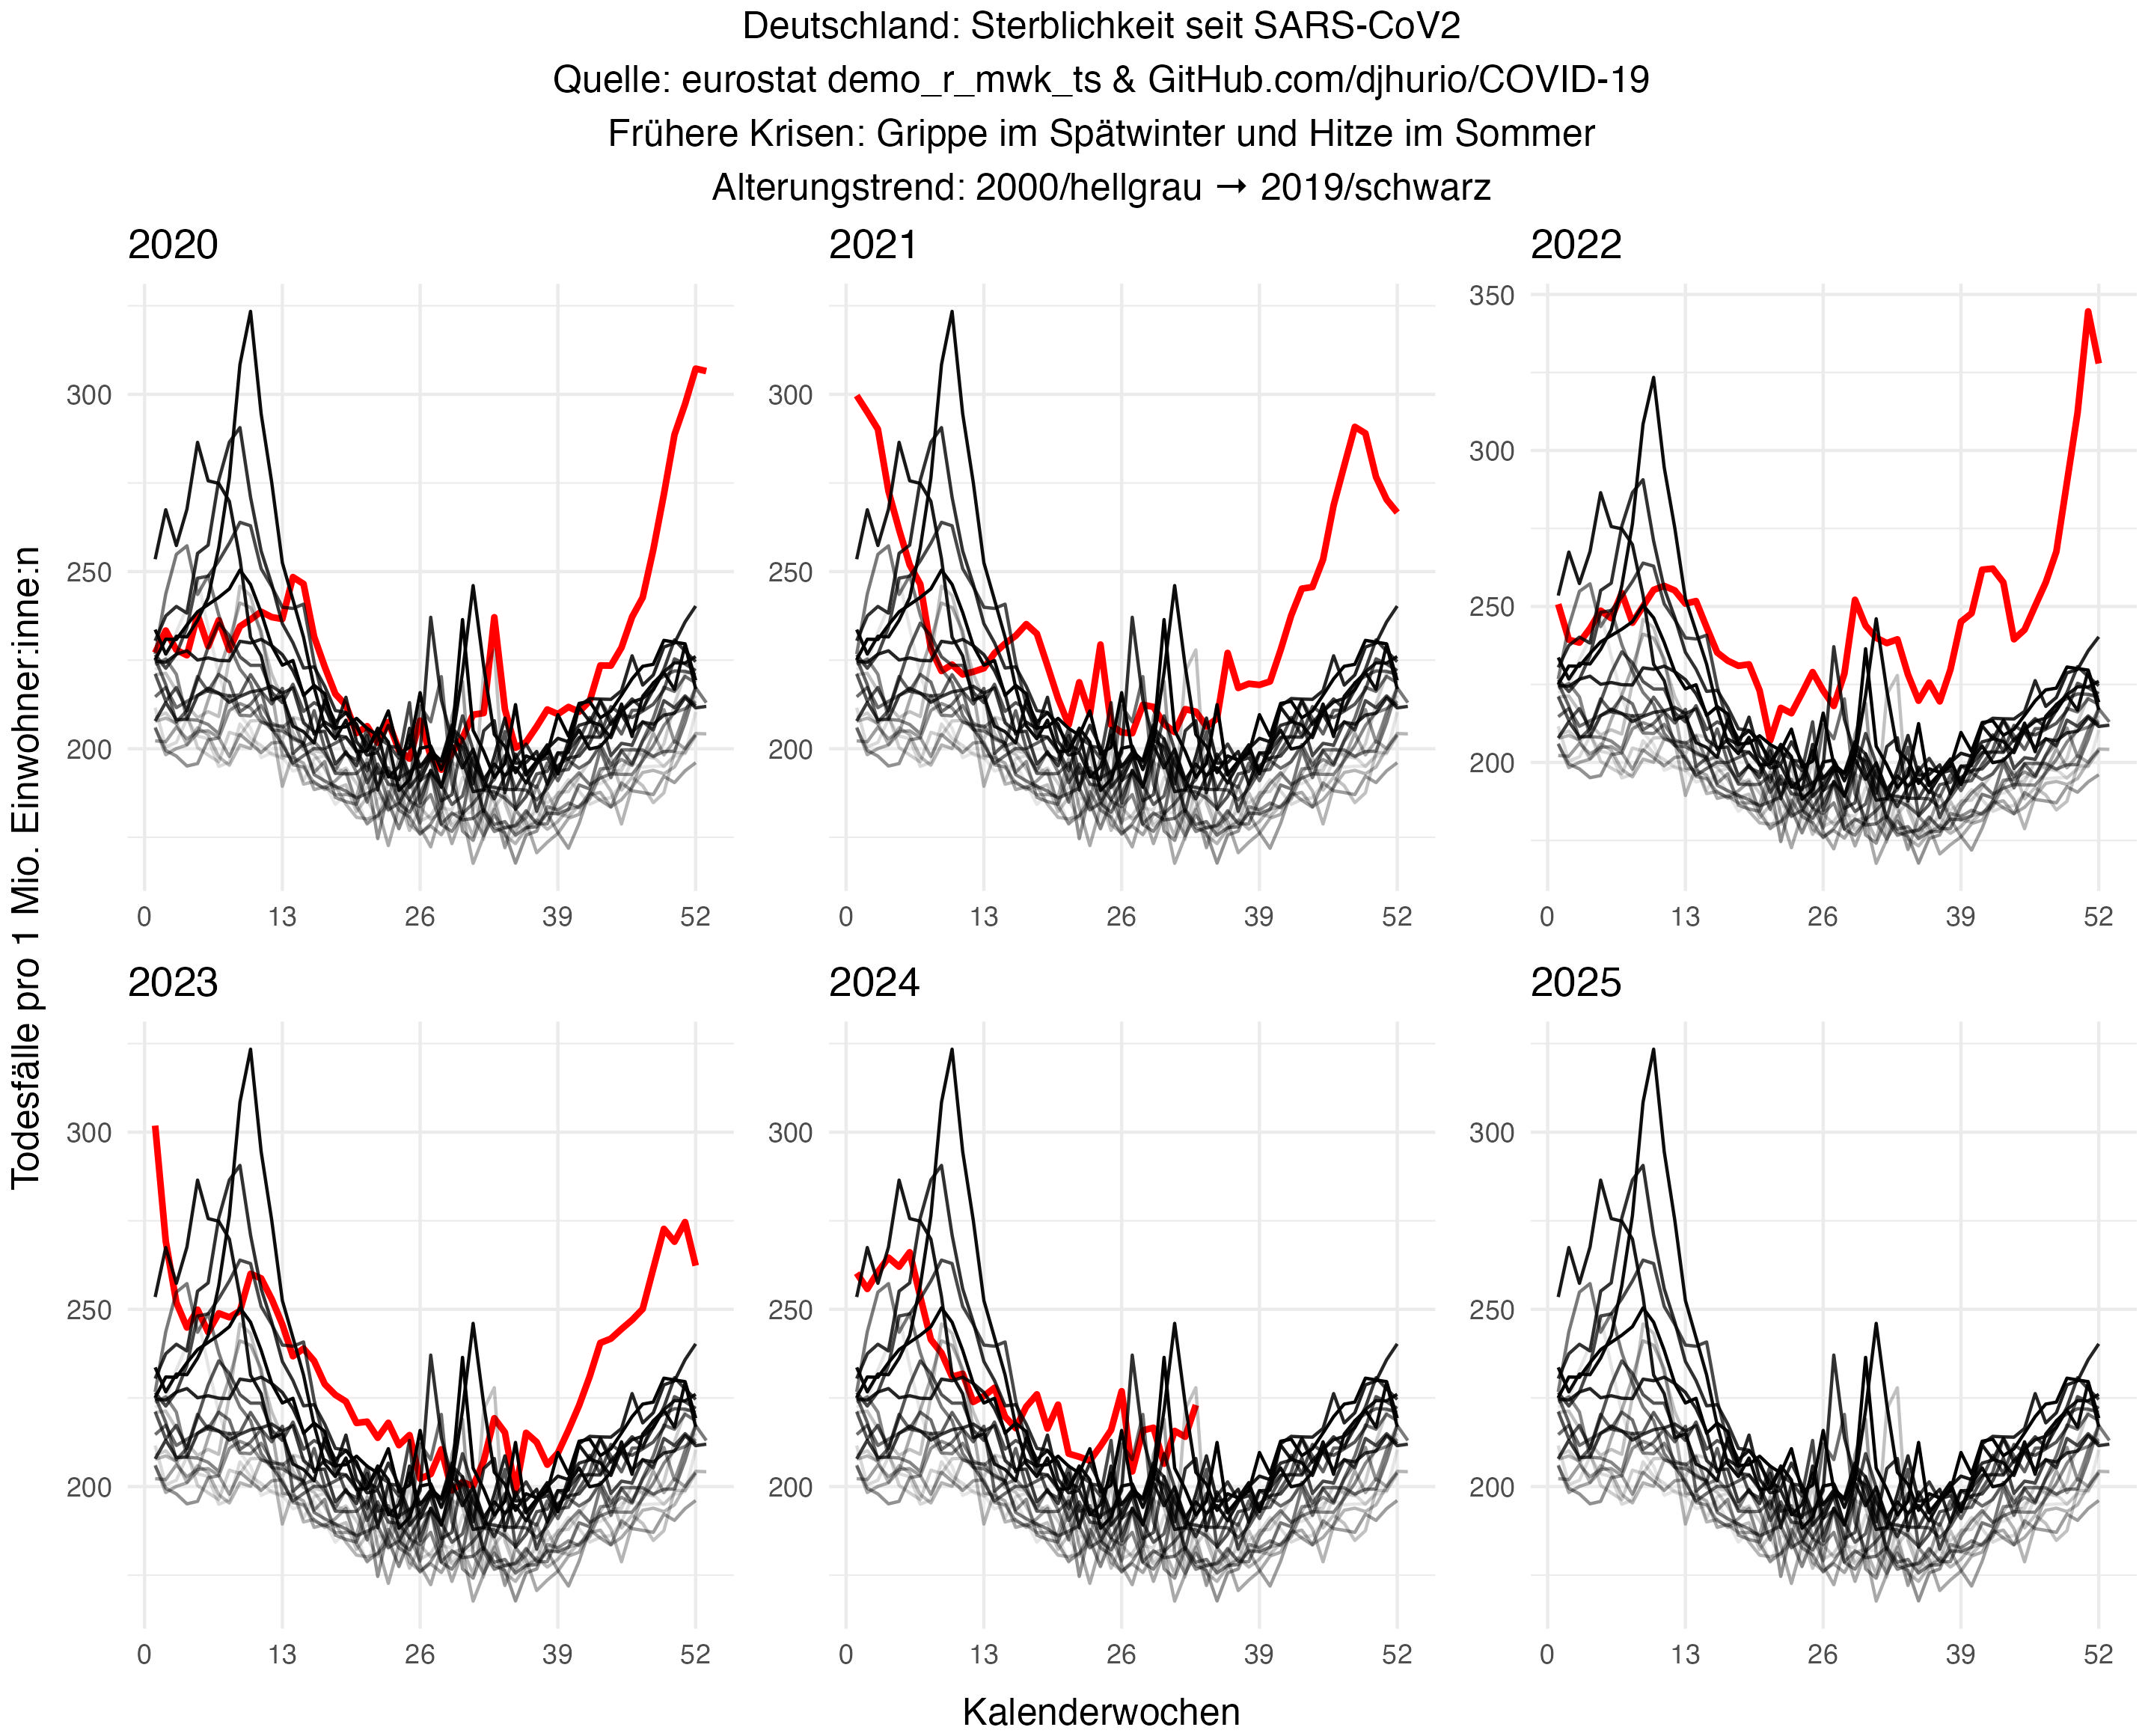 Deutschland: Sterblichkeit seit SARS-CoV2
Quelle: eurostat demo_r_mwk_ts & GitHub.com/djhurio/COVID-19
Frühere Krisen: Grippe im Spätwinter und Hitze im Sommer
Alterungstrend: 2000/hellgrau → 2019/schwarz
Todesfälle pro 1 Mio. Einwohner:inne:n
2020
300
250
200
0 13 26 39 52
2021
300
250
200
0 13 26 39 52
2022
350
300
250
200
0 13 26 39 52
2023
300
250
200
0 13 26 39 52
2024
300
250
200
0 13 26 39 52
2025
300
250
200
0 13 26 39 52
Kalenderwochen